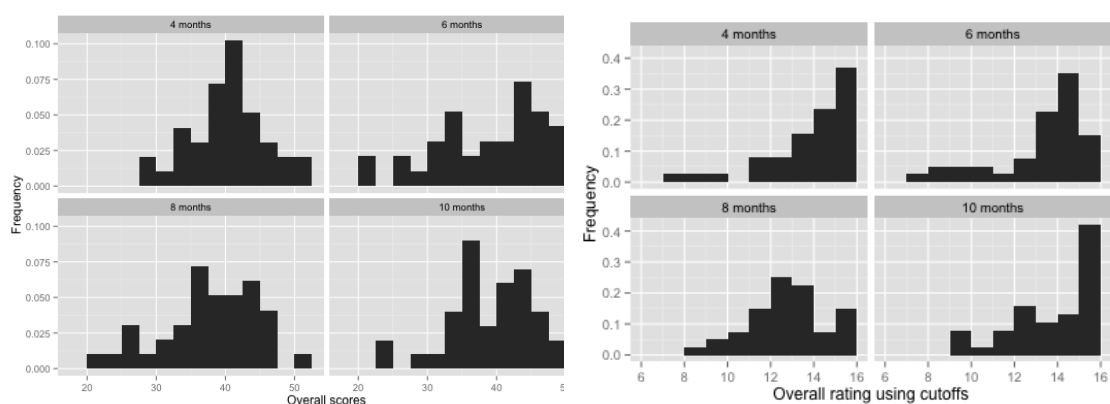 4 months
6 months
0.100
0.075
0.050
0.025
0.000
8 months
10 months
0.100
0.075
0.050
0.025
0.000
Frequency
20 30 40 50 20 30 40
Overall scores
4 months
6 months
0.4
0.3
0.2
0.1
0.0
8 months
10 months
0.4
0.3
0.2
0.1
0.0
Frequency
6 8 10 12 14 16 6 8 10 12 14 16
Overall rating using cutoffs